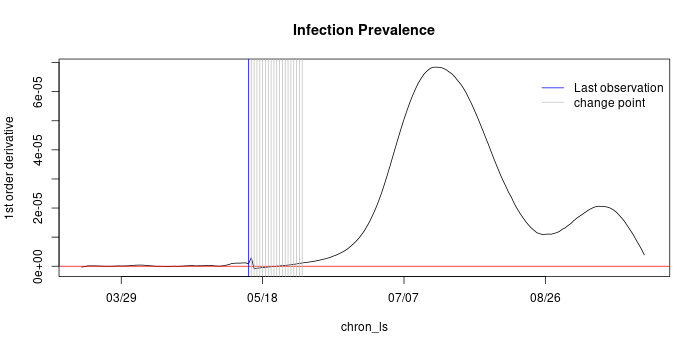 Infection Prevalence
1st order derivative
6e-05
4e-05
2e-05
0e+00
Last observation
change point
03/29
05/18
07/07
08/26
chron_ls